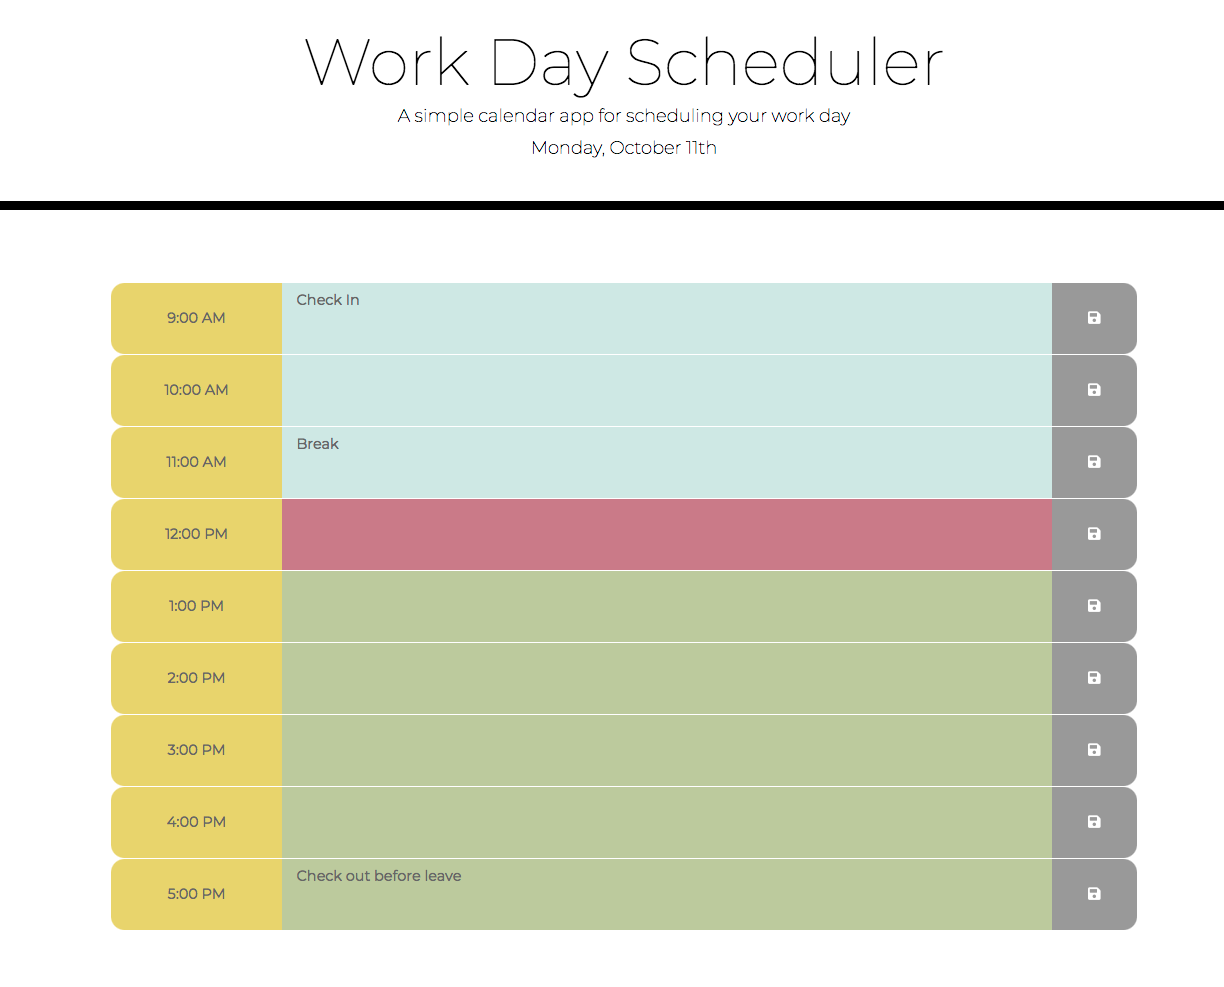 Work Day Scheduler
A simple calendar app for scheduling your work day
Monday, October 11th
9:00 AM
Check In
10:00 AM
11:00 AM
Break
12:00 PM
1:00 PM
2:00 PM
3:00 PM
4:00 PM
5:00 PM
Check out before leave